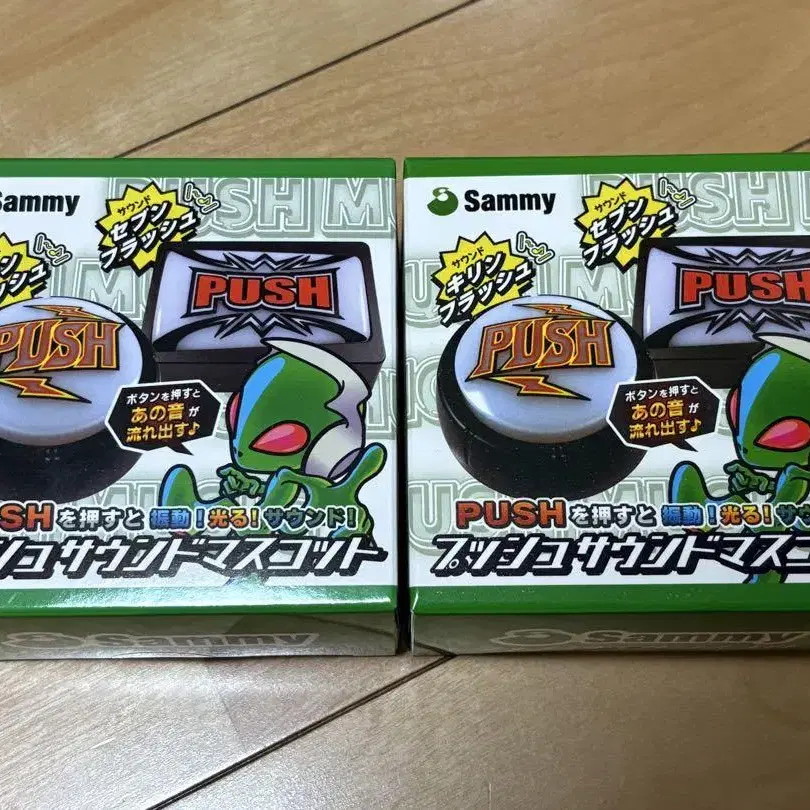 Sammy
サウンド
セブン
フラッシュ
リン
フラッシュ
PUSH
PUSH
ボタンを押すと
あの音が
流れ出す♪
PUSHを押すと 振動！光る！サウンド！
シュサウンドマスコット
Sammy
Sammy
サウンド
セブン
フラッシュ
サウンド
キリン
フラッシュ
PUSH
PUSH
ボタンを押すと
あの音が
流れ出す♪
PUSHを押すと 振動！光る！サ
プッシュサウンドマスコ
Sammy